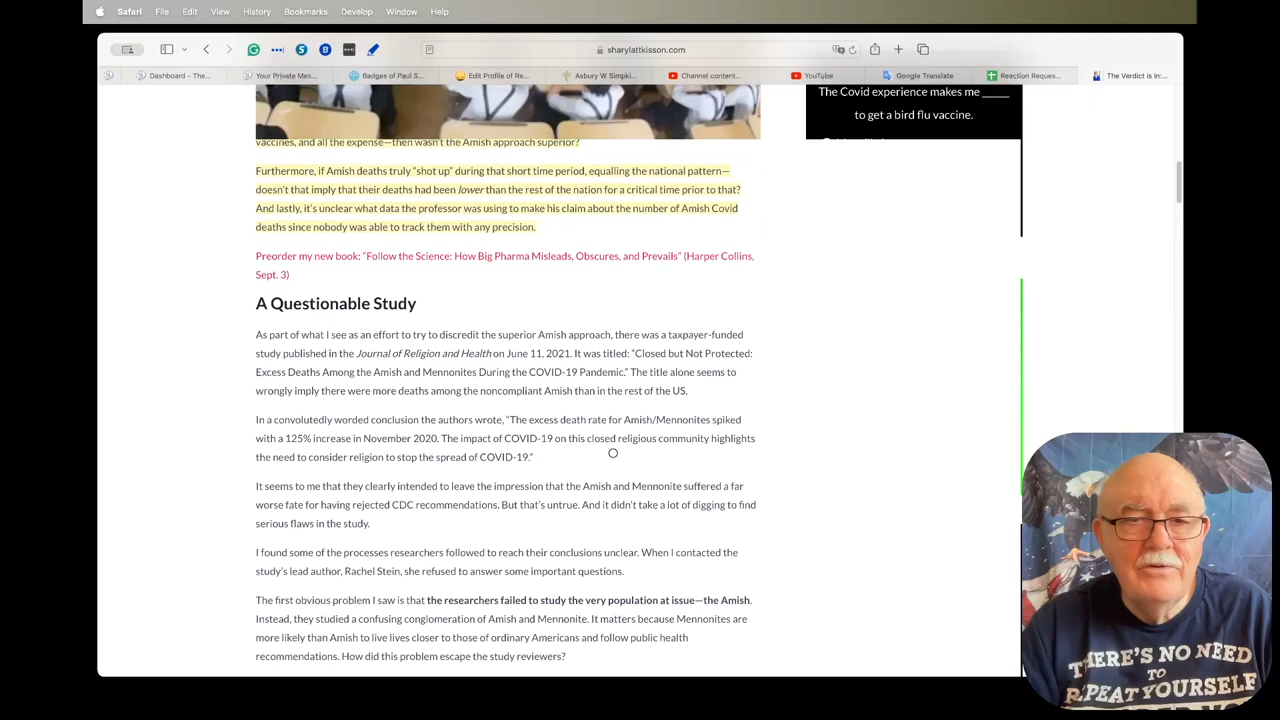 Safari File Edit View History Bookmarks Develop Window Help
sharylattkisson.com
Dashboard - The... Your Private Mes... Badges of Paul S... Edit Profile of Re... Asbury W Simpki... Channel content... YouTube Google Translate Reaction Reques... The Verdict is In:...
The Covid experience makes me _____
to get a bird flu vaccine.
vaccines, and all the expense—then wasn't the Amish approach superior?
Furthermore, if Amish deaths truly “shot up” during that short time period, equalling the national pattern—
doesn't that imply that their deaths had been lower than the rest of the nation for a critical time prior to that?
And lastly, it's unclear what data the professor was using to make his claim about the number of Amish Covid
deaths since nobody was able to track them with any precision.
Preorder my new book: “Follow the Science: How Big Pharma Misleads, Obscures, and Prevails” (Harper Collins,
Sept. 3)
A Questionable Study
As part of what I see as an effort to try to discredit the superior Amish approach, there was a taxpayer-funded
study published in the Journal of Religion and Health on June 11, 2021. It was titled: “Closed but Not Protected:
Excess Deaths Among the Amish and Mennonites During the COVID-19 Pandemic.” The title alone seems to
wrongly imply there were more deaths among the noncompliant Amish than in the rest of the US.
In a convolutedly worded conclusion the authors wrote, “The excess death rate for Amish/Mennonites spiked
with a 125% increase in November 2020. The impact of COVID-19 on this closed religious community highlights
the need to consider religion to stop the spread of COVID-19.”
It seems to me that they clearly intended to leave the impression that the Amish and Mennonite suffered a far
worse fate for having rejected CDC recommendations. But that's untrue. And it didn't take a lot of digging to find
serious flaws in the study.
I found some of the processes researchers followed to reach their conclusions unclear. When I contacted the
study's lead author, Rachel Stein, she refused to answer some important questions.
The first obvious problem I saw is that the researchers failed to study the very population at issue—the Amish.
Instead, they studied a confusing conglomeration of Amish and Mennonite. It matters because Mennonites are
more likely than Amish to live lives closer to those of ordinary Americans and follow public health
recommendations. How did this problem escape the study reviewers?
THERE'S NO NEED
TO
REPEAT YOURSELF